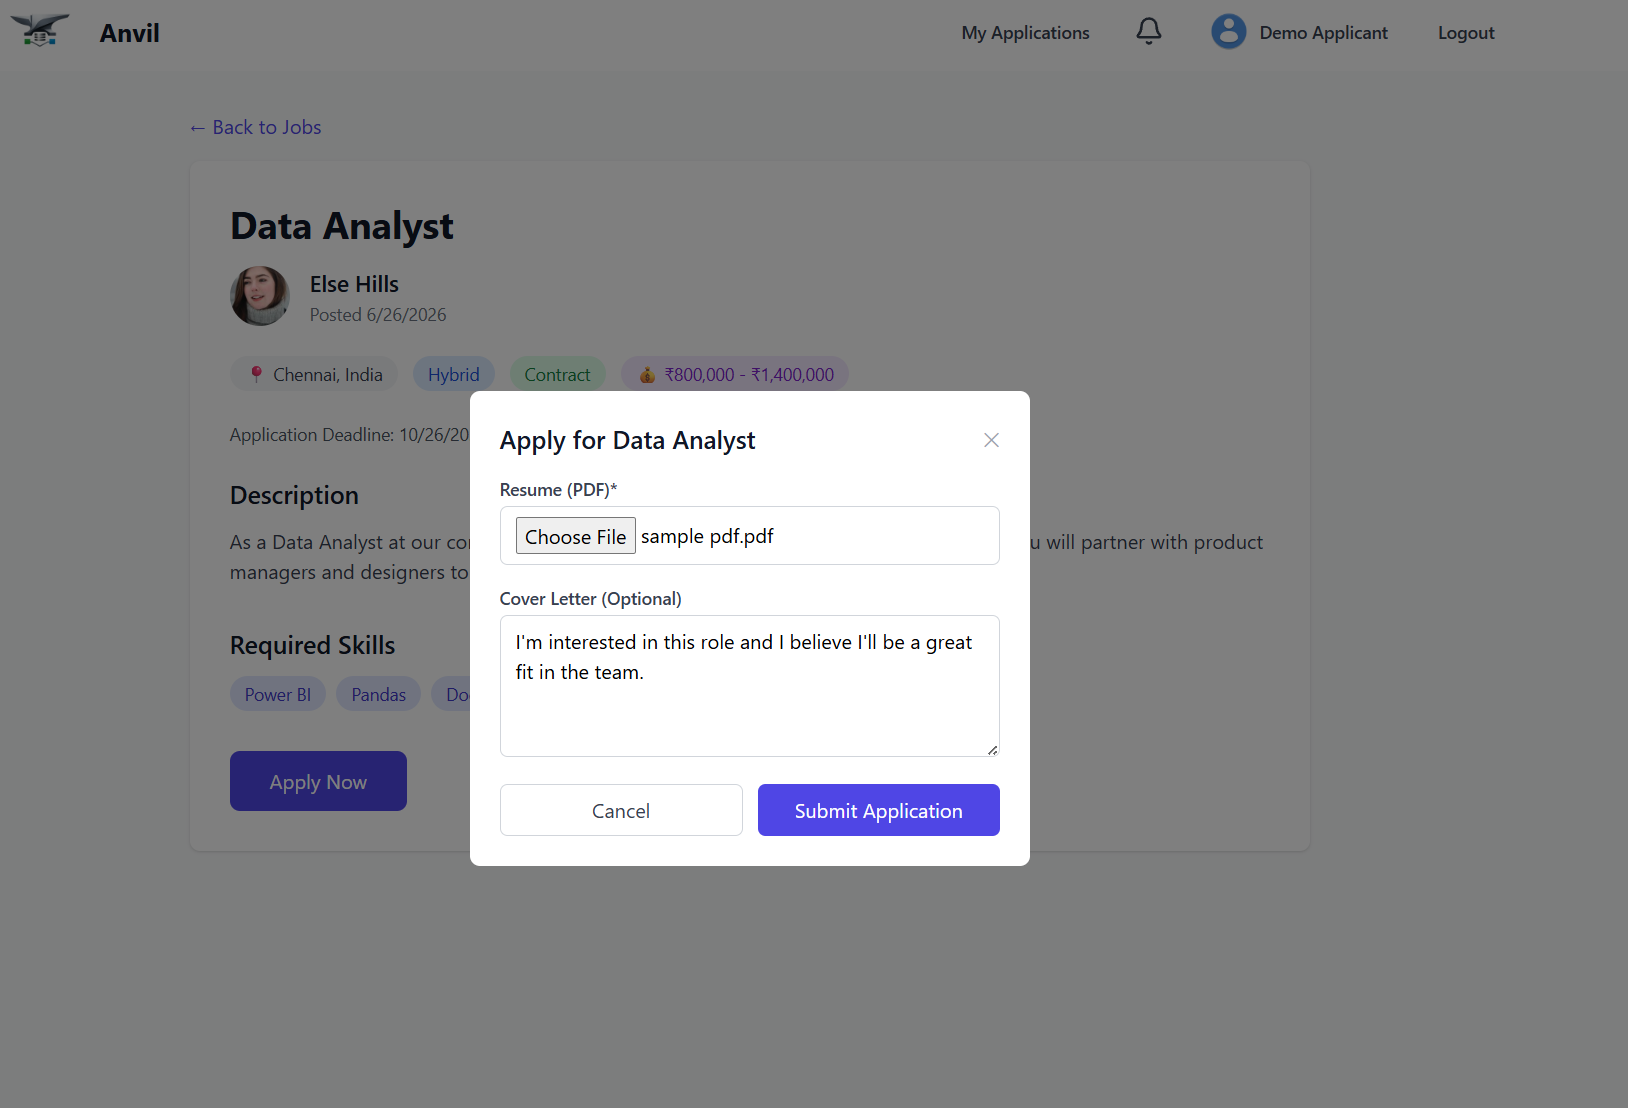 Anvil
My Applications
Demo Applicant
Logout
← Back to Jobs
Data Analyst
Else Hills
Posted 6/26/2026
Chennai, India
Hybrid
Contract
₹800,000 - ₹1,400,000
Application Deadline: 10/26/20
Apply for Data Analyst
Resume (PDF)*
Choose File sample pdf.pdf
Cover Letter (Optional)
I'm interested in this role and I believe I'll be a great
fit in the team.
Cancel
Submit Application
Description
As a Data Analyst at our will partner with product
managers and designers to
Required Skills
Power BI
Pandas
Apply Now